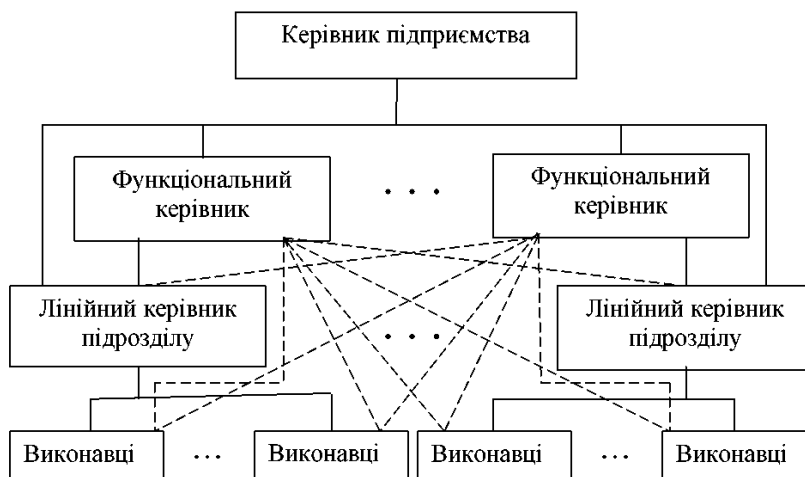 Керівник підприємства
Функціональний
керівник
. . .
Функціональний
керівник
Лінійний керівник
підрозділу
. . .
Лінійний керівник
підрозділу
Виконавці
...
Виконавці
Виконавці
...
Виконавці